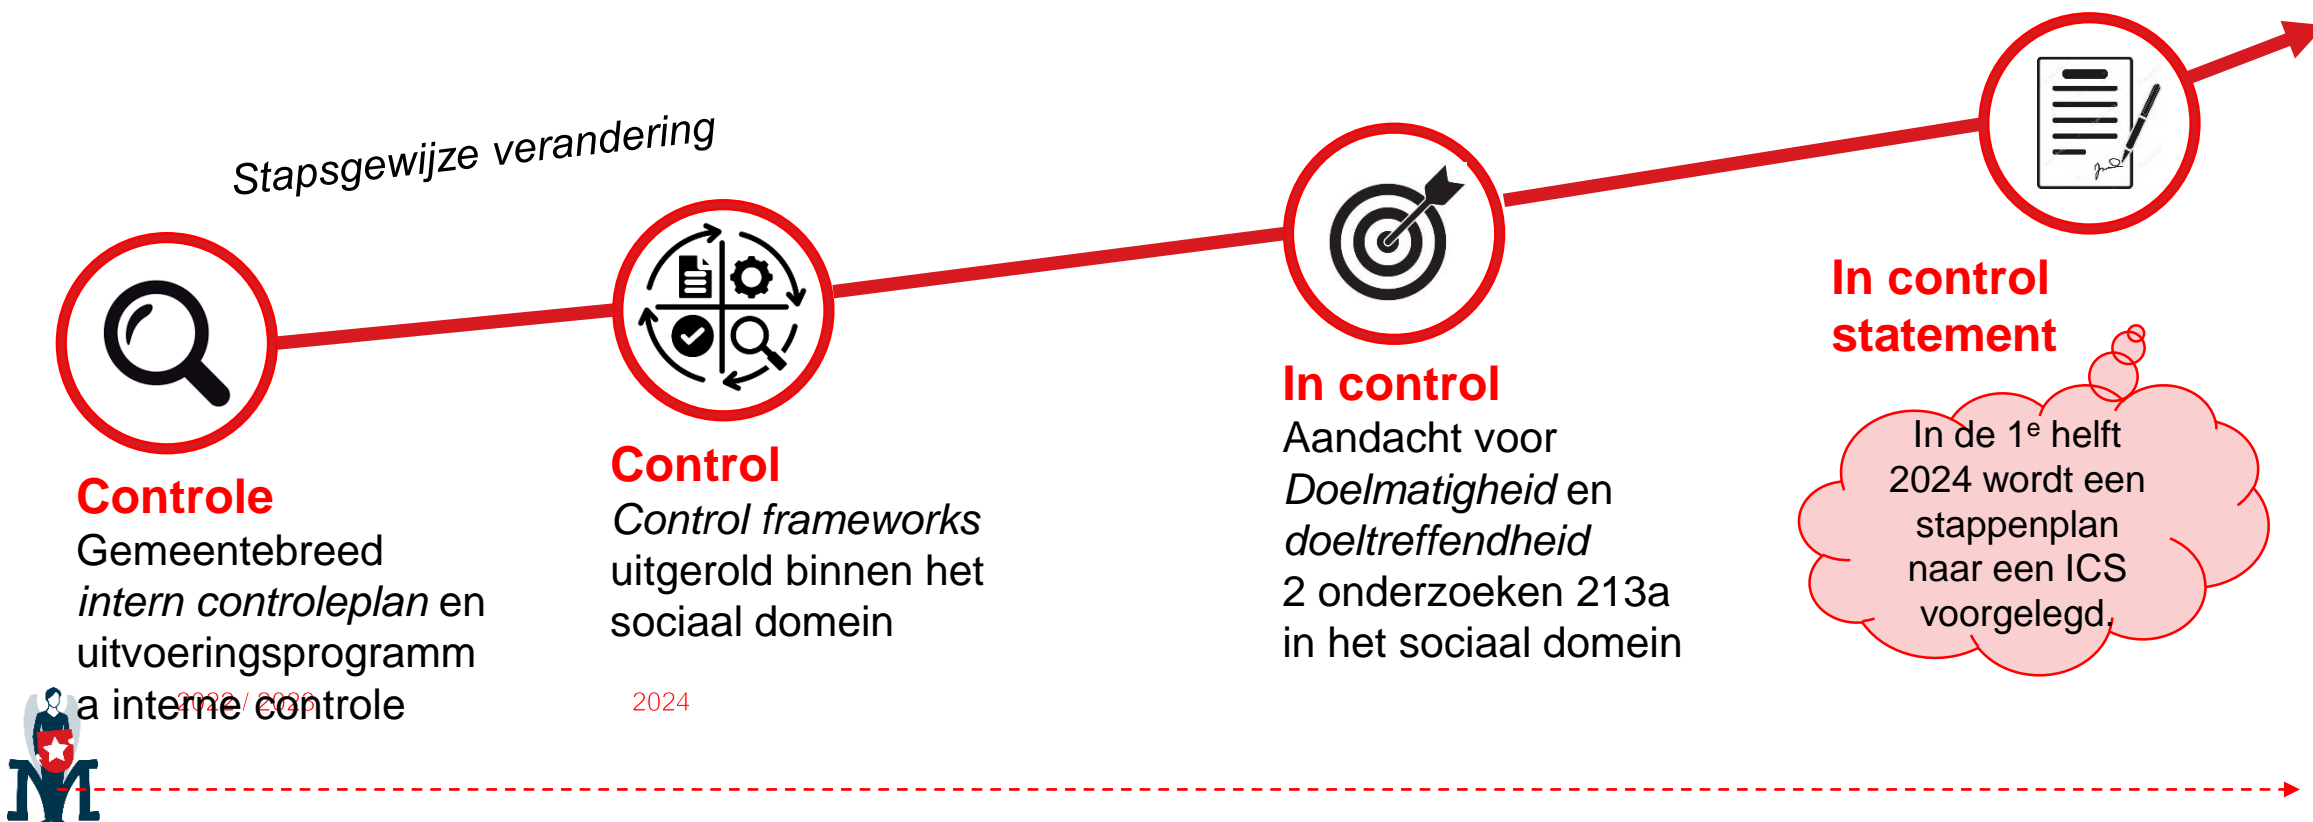 Stapsgewijze verandering
Controle
Gemeentebreed
intern controleplan en
uitvoeringsprogramm
a interne controle
2022 / 2023
Control
Control frameworks
uitgerold binnen het
sociaal domein
2024
In control
Aandacht voor
Doelmatigheid en
doeltreffendheid
2 onderzoeken 213a
in het sociaal domein
In control
statement
In de 1e helft
2024 wordt een
stappenplan
naar een ICS
voorgelegd.
M